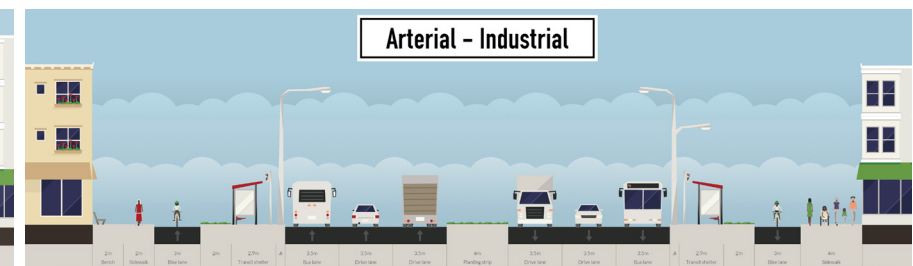 Arterial – Industrial
2m 2m 3m 2m 2.9m .4 3.5m 3.5m 3.5m 4m 3.5m 3.5m 3.5m .4 2.9m 2m 3m 4m
Bench Sidewalk Bike lane Transit shelter Bus lane Drive lane Drive lane Planting strip Drive lane Drive lane Bus lane Transit shelter Bike lane Sidewalk